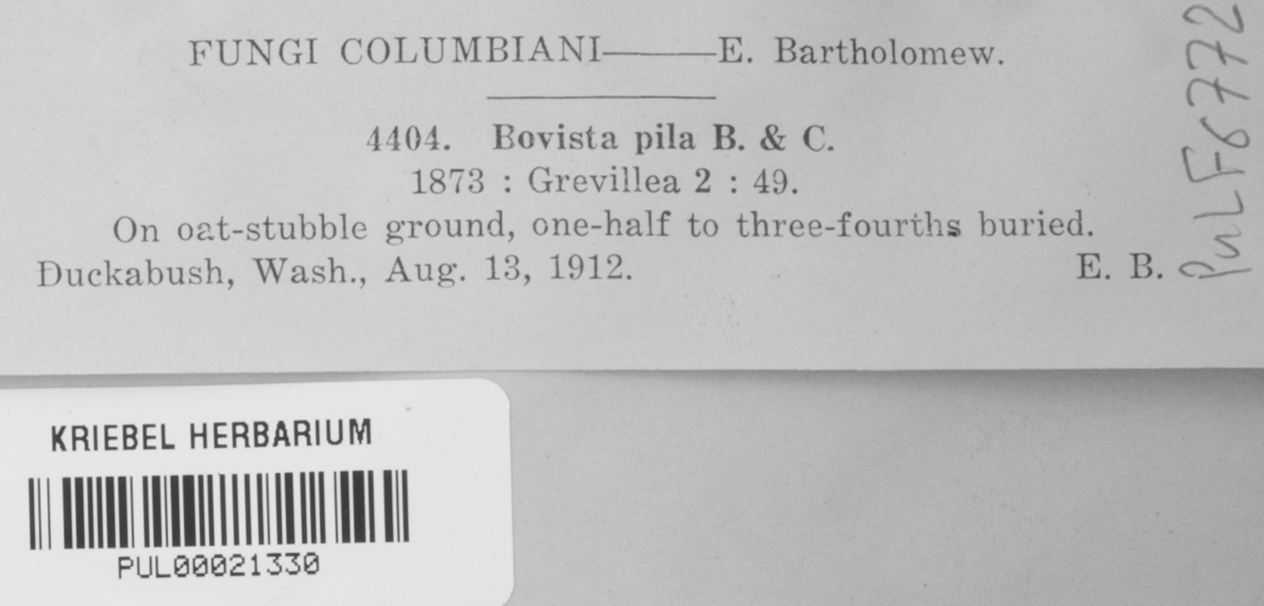 FUNGI COLUMBIANI———E. Bartholomew.
4404. Bovista pila B. & C.
1873 : Grevillea 2 : 49.
On oat-stubble ground, one-half to three-fourths buried.
Duckabush, Wash., Aug. 13, 1912. E. B.
PuL F6772
KRIEBEL HERBARIUM
PUL00021330